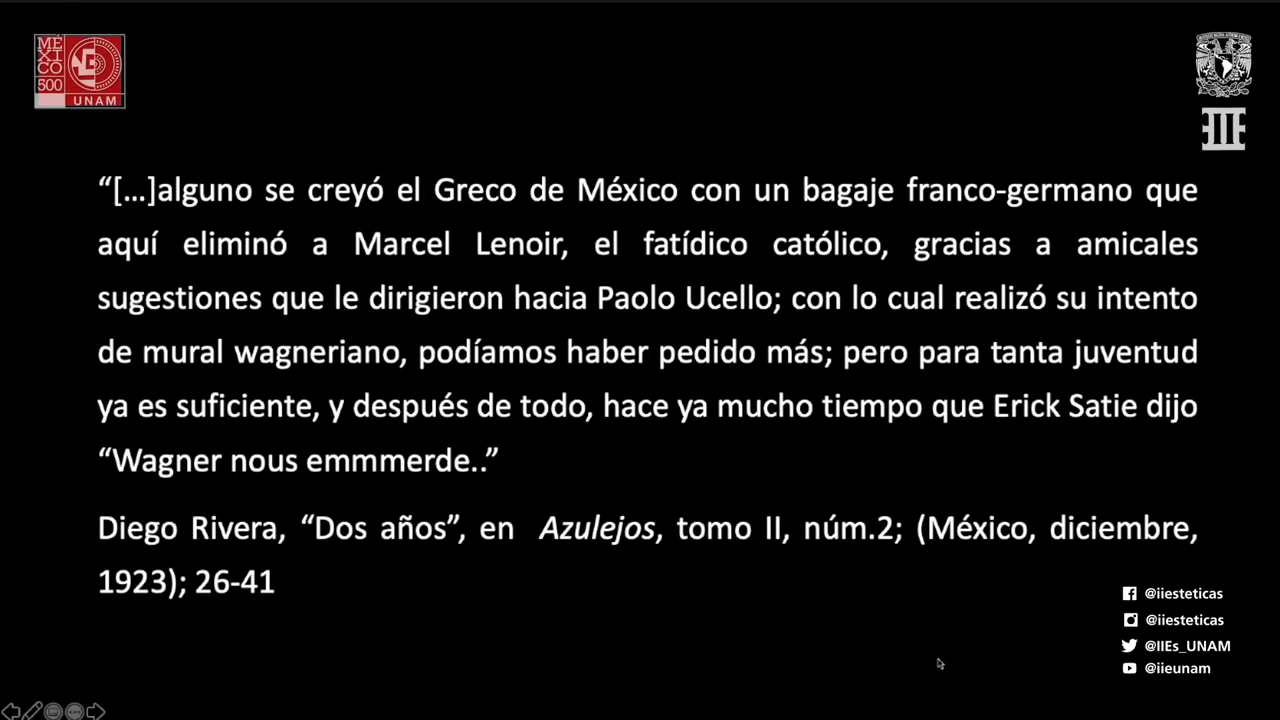 MÉ
XI
CO
500
UNAM
“[…]alguno se creyó el Greco de México con un bagaje franco-germano que
aquí eliminó a Marcel Lenoir, el fatídico católico, gracias a amicales
sugestiones que le dirigieron hacia Paolo Ucello; con lo cual realizó su intento
de mural wagneriano, podíamos haber pedido más; pero para tanta juventud
ya es suficiente, y después de todo, hace ya mucho tiempo que Erick Satie dijo
“Wagner nous emmmerde..”
Diego Rivera, “Dos años”, en Azulejos, tomo II, núm.2; (México, diciembre,
1923); 26-41
@iiesteticas
@iiesteticas
@IIEs_UNAM
@iieunam